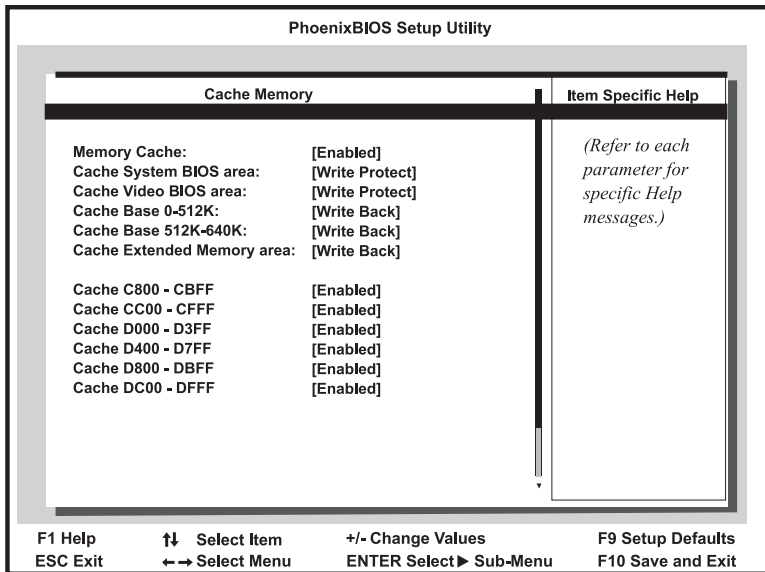 PhoenixBIOS Setup Utility
Cache Memory
Item Specific Help
Memory Cache: [Enabled]
Cache System BIOS area: [Write Protect]
Cache Video BIOS area: [Write Protect]
Cache Base 0-512K: [Write Back]
Cache Base 512K-640K: [Write Back]
Cache Extended Memory area: [Write Back]
Cache C800 - CBFF [Enabled]
Cache CC00 - CFFF [Enabled]
Cache D000 - D3FF [Enabled]
Cache D400 - D7FF [Enabled]
Cache D800 - DBFF [Enabled]
Cache DC00 - DFFF [Enabled]
(Refer to each
parameter for
specific Help
messages.)
F1 Help ↑↓ Select Item +/- Change Values F9 Setup Defaults
ESC Exit ←→ Select Menu ENTER Select ▶ Sub-Menu F10 Save and Exit